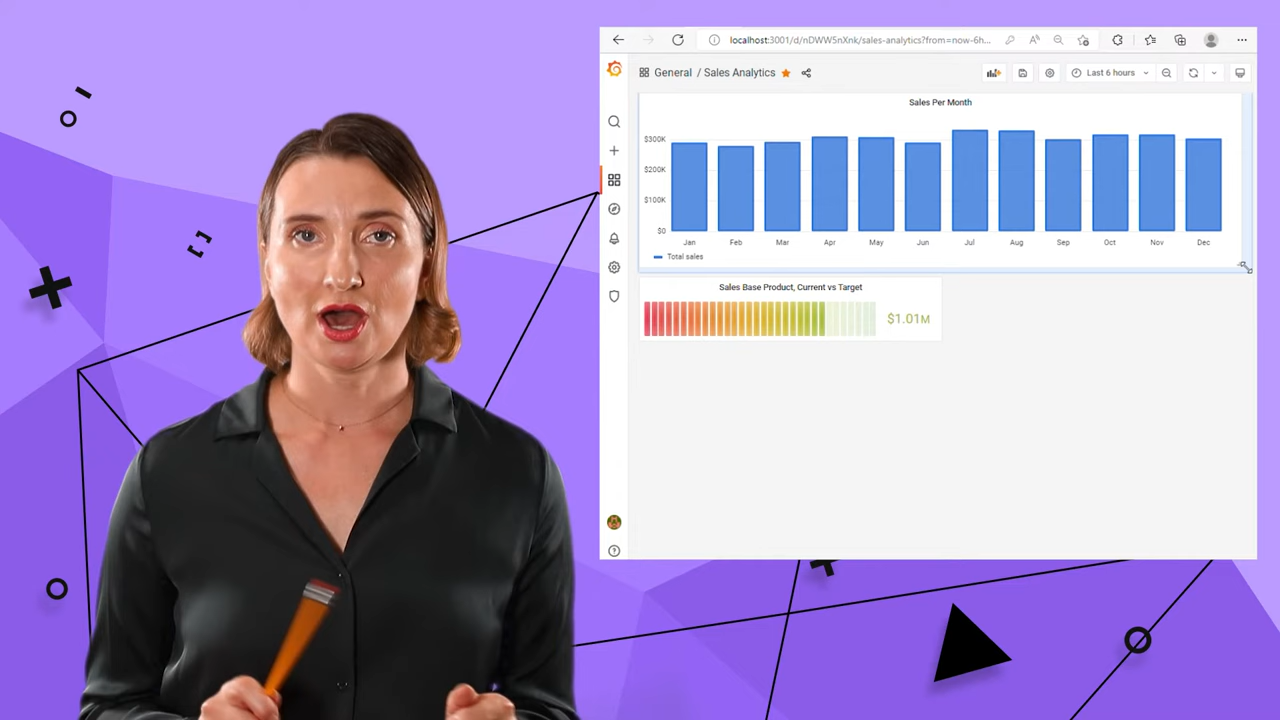 localhost:3001/d/nDWW5nXnk/sales-analytics?from=now-6h...
General / Sales Analytics
Last 6 hours
Sales Per Month
$300K
$200K
$100K
$0
Jan Feb Mar Apr May Jun Jul Aug Sep Oct Nov Dec
Total sales
Sales Base Product, Current vs Target
$1.01M